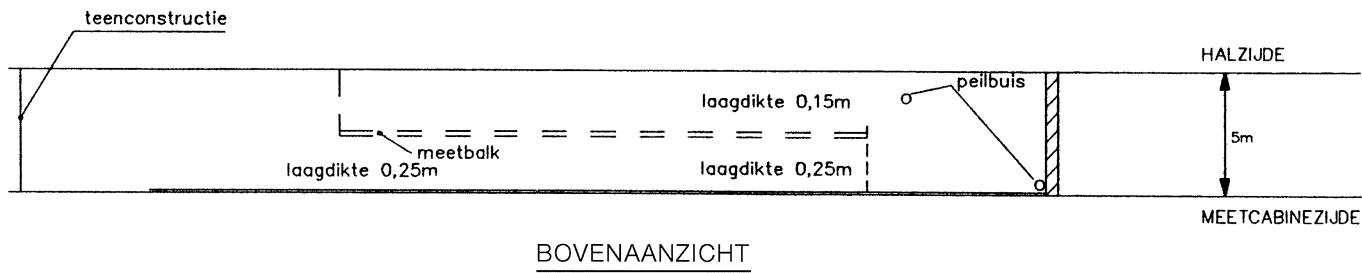 teenconstructie
HALZIJDE
peilbuis
laagdikte 0,15m
5m
meetbalk
laagdikte 0,25m
laagdikte 0,25m
MEETCABINEZIJDE
BOVENAANZICHT